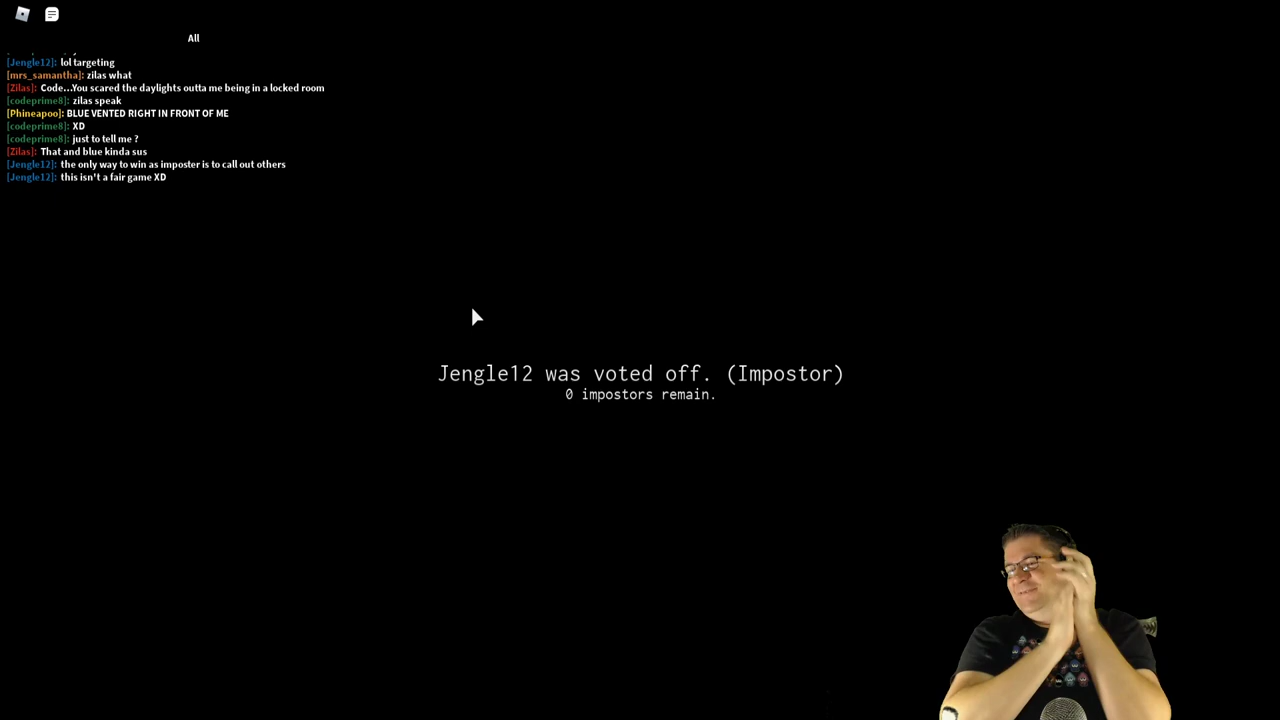 All
[Jengle12]: lol targeting
[mrs_samantha]: zilas what
[Zilas]: Code...You scared the daylights outta me being in a locked room
[codeprime8]: zilas speak
[Phineapoo]: BLUE VENTED RIGHT IN FRONT OF ME
[codeprime8]: XD
[codeprime8]: just to tell me ?
[Zilas]: That and blue kinda sus
[Jengle12]: the only way to win as imposter is to call out others
[Jengle12]: this isn't a fair game XD
Jengle12 was voted off. (Impostor)
0 impostors remain.